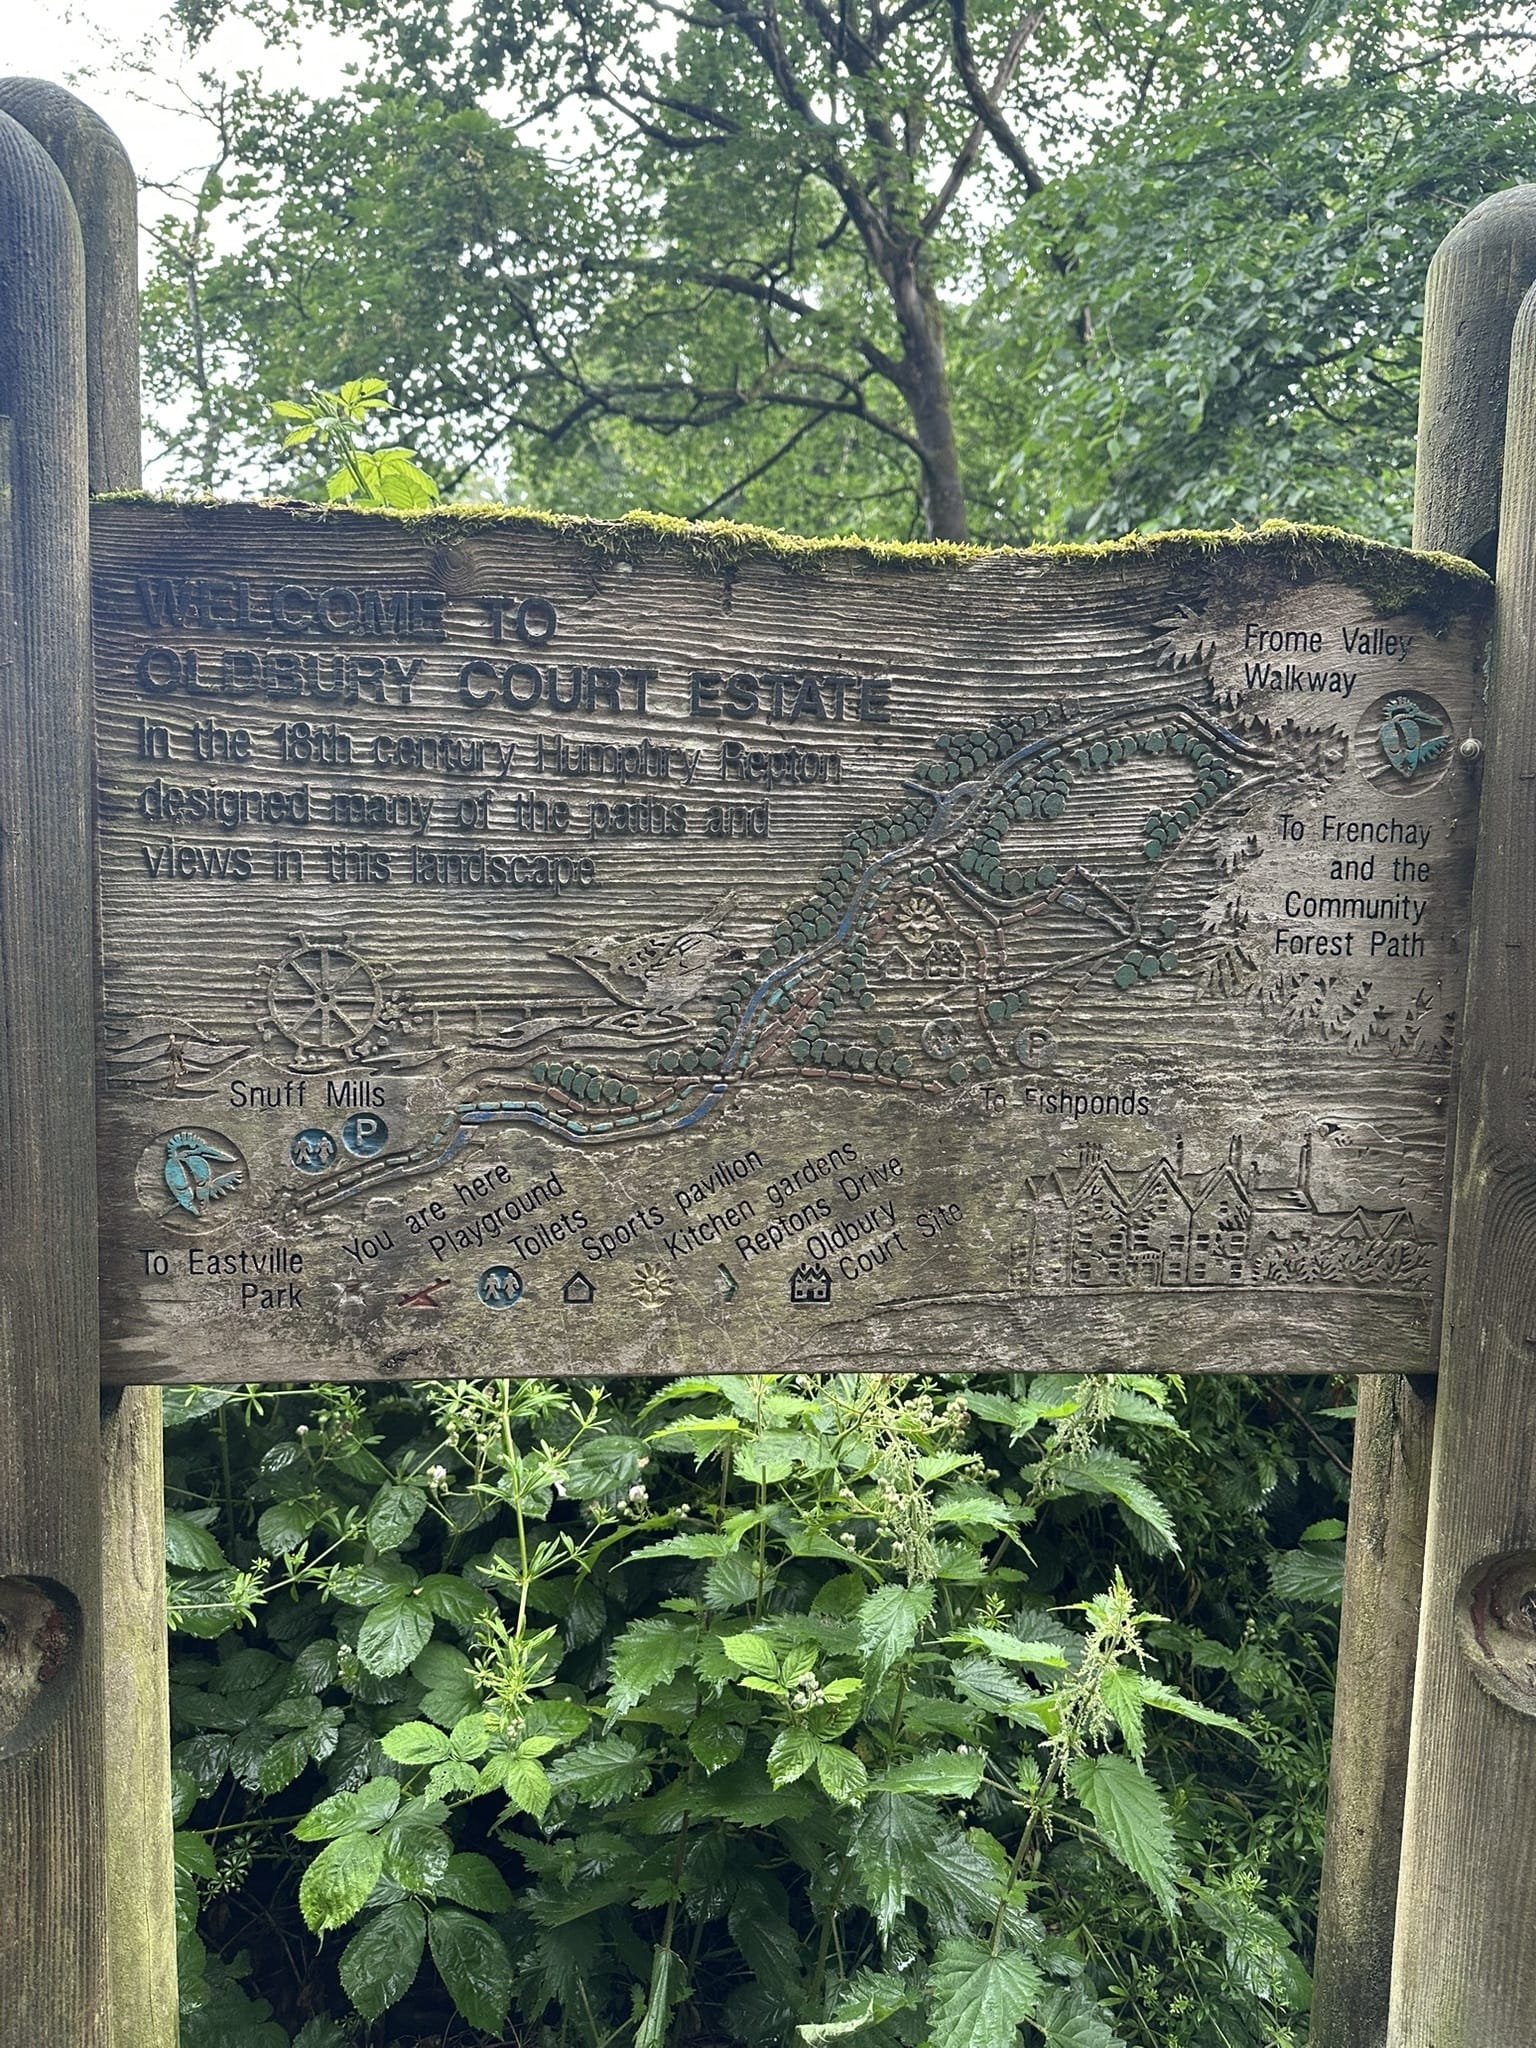 WELCOME TO
OLDBURY COURT ESTATE
In the 18th century Humphry Repton
designed many of the paths and
views in this landscape
Frome Valley
Walkway
To Frenchay
and the
Community
Forest Path
Snuff Mills
P
P
To Fishponds
To Eastville
Park
You are here
Playground
Toilets
Sports pavilion
Kitchen gardens
Reptons Drive
Oldbury
Court Site